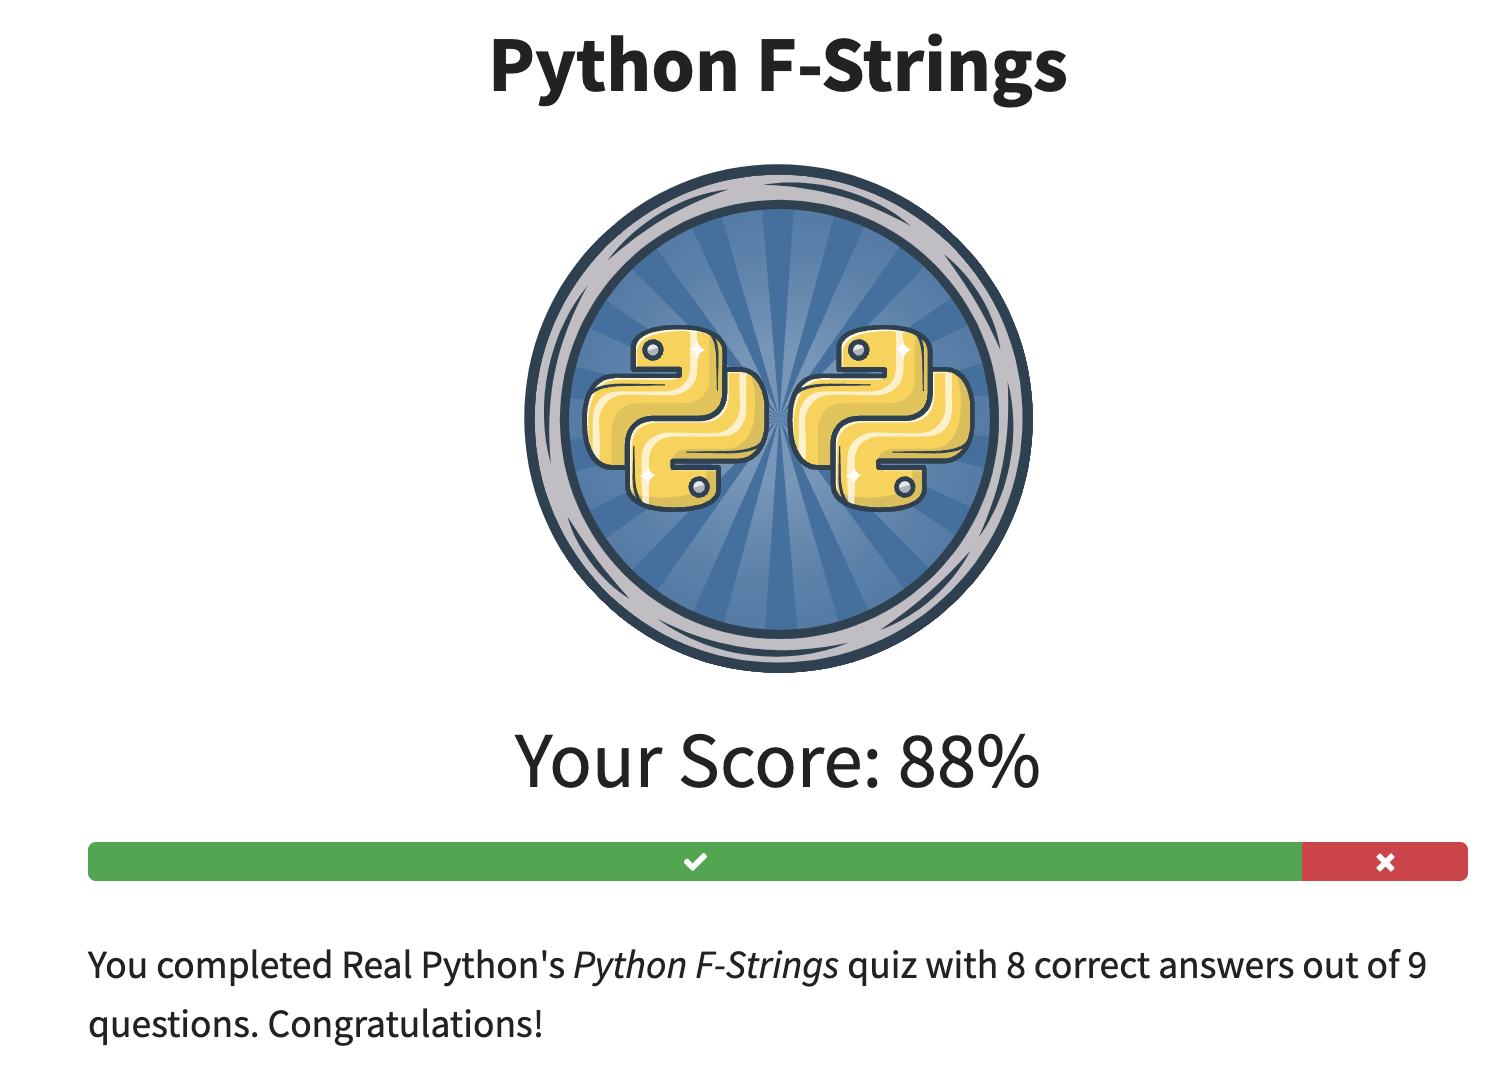 Python F-Strings
Your Score: 88%
You completed Real Python's Python F-Strings quiz with 8 correct answers out of 9
questions. Congratulations!